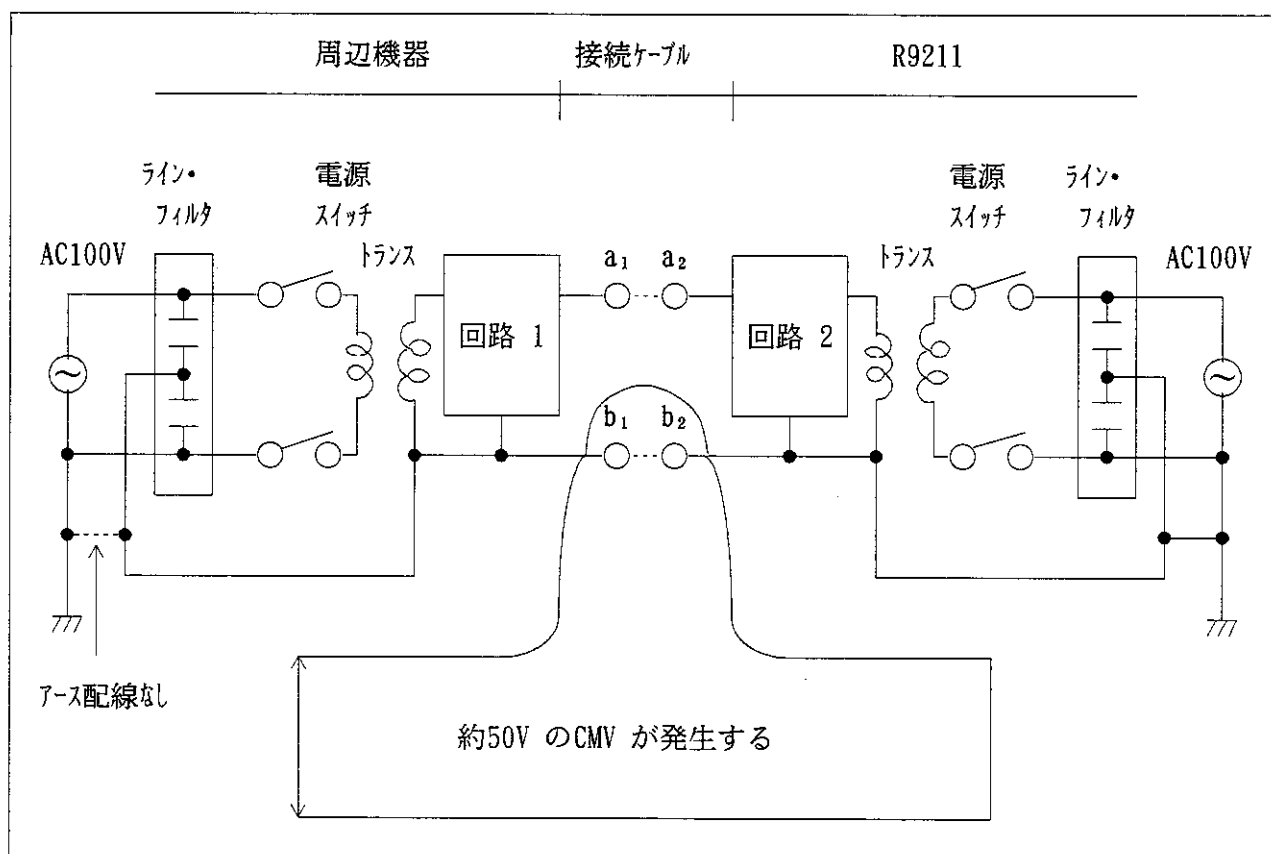 周辺機器 接続ケーブル R9211
ライン・ 電源 電源 ライン・
フィルタ スイッチ スイッチ フィルタ
AC100V トランス a₁ a₂ トランス AC100V
回路 1 回路 2
b₁ b₂
アース配線なし
約50V のCMV が発生する